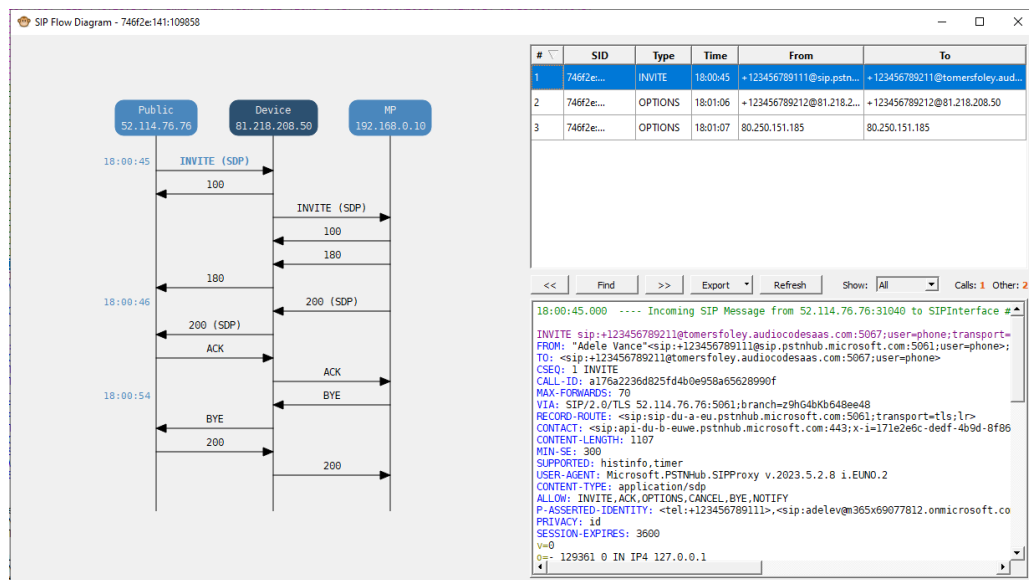 SIP Flow Diagram - 746f2e:141:109858
Public
52.114.76.76
Device
81.218.208.50
MP
192.168.0.10
18:00:45
INVITE (SDP)
100
INVITE (SDP)
100
180
180
18:00:46
200 (SDP)
200 (SDP)
ACK
ACK
18:00:54
BYE
BYE
200
200
# SID Type Time From To
1 746f2e:... INVITE 18:00:45 +123456789111@sip.pstn... +123456789211@tomersfoley.aud...
2 746f2e:... OPTIONS 18:01:06 +123456789212@81.218.2... +123456789212@81.218.208.50
3 746f2e:... OPTIONS 18:01:07 80.250.151.185 80.250.151.185
<< Find >> Export Refresh Show: All Calls: 1 Other: 2
18:00:45.000 ---- Incoming SIP Message from 52.114.76.76:31040 to SIPInterface #
INVITE sip:+123456789211@tomersfoley.audiocodesaas.com:5067;user=phone;transport=
FROM: "Adele Vance"<sip:+123456789111@sip.pstnhub.microsoft.com:5061;user=phone>;
TO: <sip:+123456789211@tomersfoley.audiocodesaas.com:5067;user=phone>
CSEQ: 1 INVITE
CALL-ID: a176a2236d825fd4b0e958a65628990f
MAX-FORWARDS: 70
VIA: SIP/2.0/TLS 52.114.76.76:5061;branch=z9hG4bKb648ee48
RECORD-ROUTE: <sip:sip-du-a-eu.pstnhub.microsoft.com:5061;transport=tls;lr>
CONTACT: <sip:api-du-b-euwe.pstnhub.microsoft.com:443;x-i=171e2e6c-dedf-4b9d-8f86
CONTENT-LENGTH: 1107
MIN-SE: 300
SUPPORTED: histinfo,timer
USER-AGENT: Microsoft.PSTNHub.SIPProxy v.2023.5.2.8 i.EUNO.2
CONTENT-TYPE: application/sdp
ALLOW: INVITE,ACK,OPTIONS,CANCEL,BYE,NOTIFY
P-ASSERTED-IDENTITY: <tel:+123456789111>,<sip:adelev@m365x69077812.onmicrosoft.co
PRIVACY: id
SESSION-EXPIRES: 3600
v=0
o=- 129361 0 IN IP4 127.0.0.1